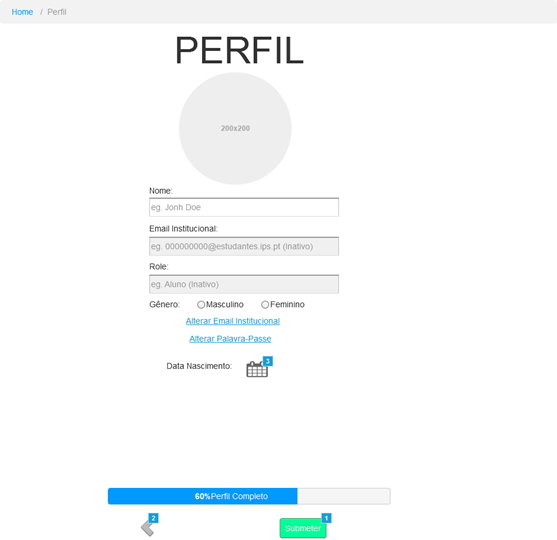 Home / Perfil
PERFIL
200x200
Nome:
eg. Jonh Doe
Email Institucional:
eg. 000000000@estudantes.ips.pt (Inativo)
Role:
eg. Aluno (Inativo)
Gênero: Masculino Feminino
Alterar Email Institucional
Alterar Palavra-Passe
Data Nascimento: 3
60%Perfil Completo
2
Submeter 1